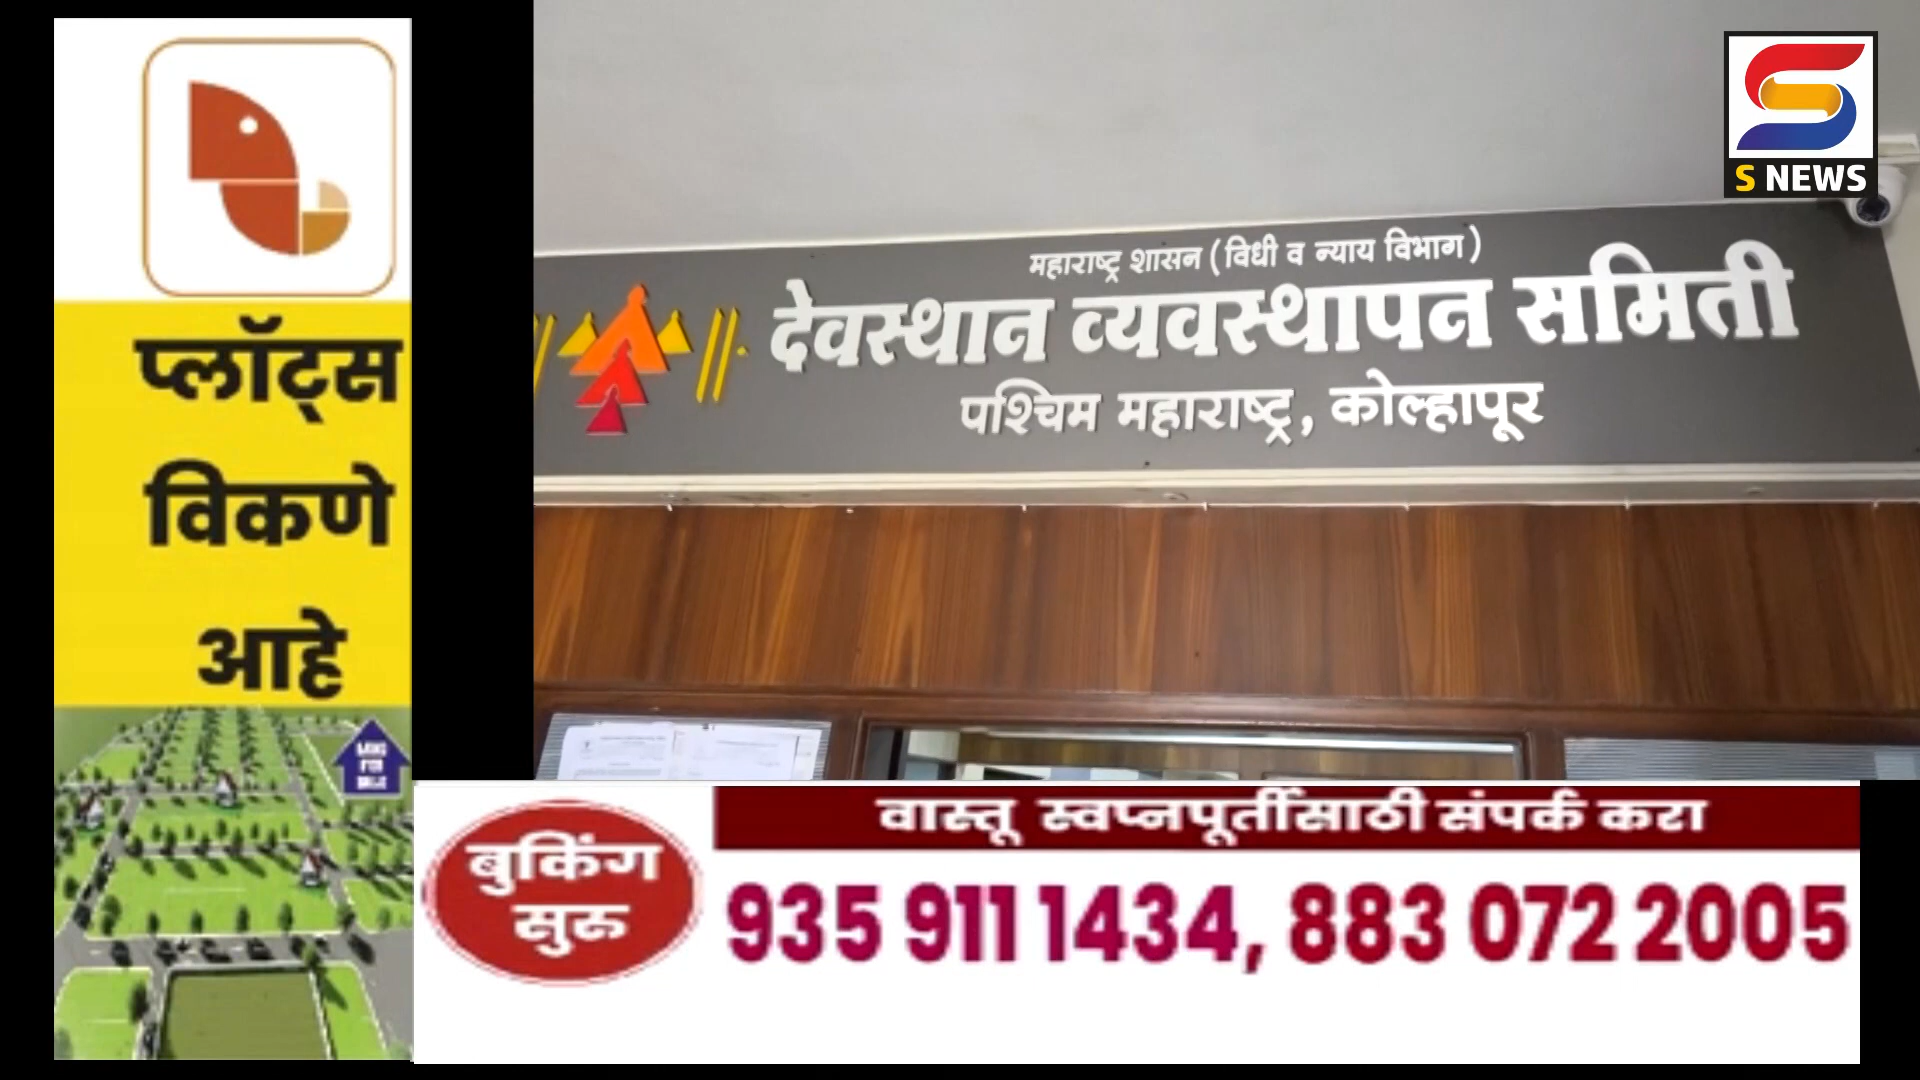 S NEWS
महाराष्ट्र शासन (विधी व न्याय विभाग)
देवस्थान व्यवस्थापन समिती
पश्चिम महाराष्ट्र, कोल्हापूर
प्लॉट्स
विकणे
आहे
वास्तू स्वप्नपूर्तीसाठी संपर्क करा
बुकिंग
सुरु
935 911 1434, 883 072 2005